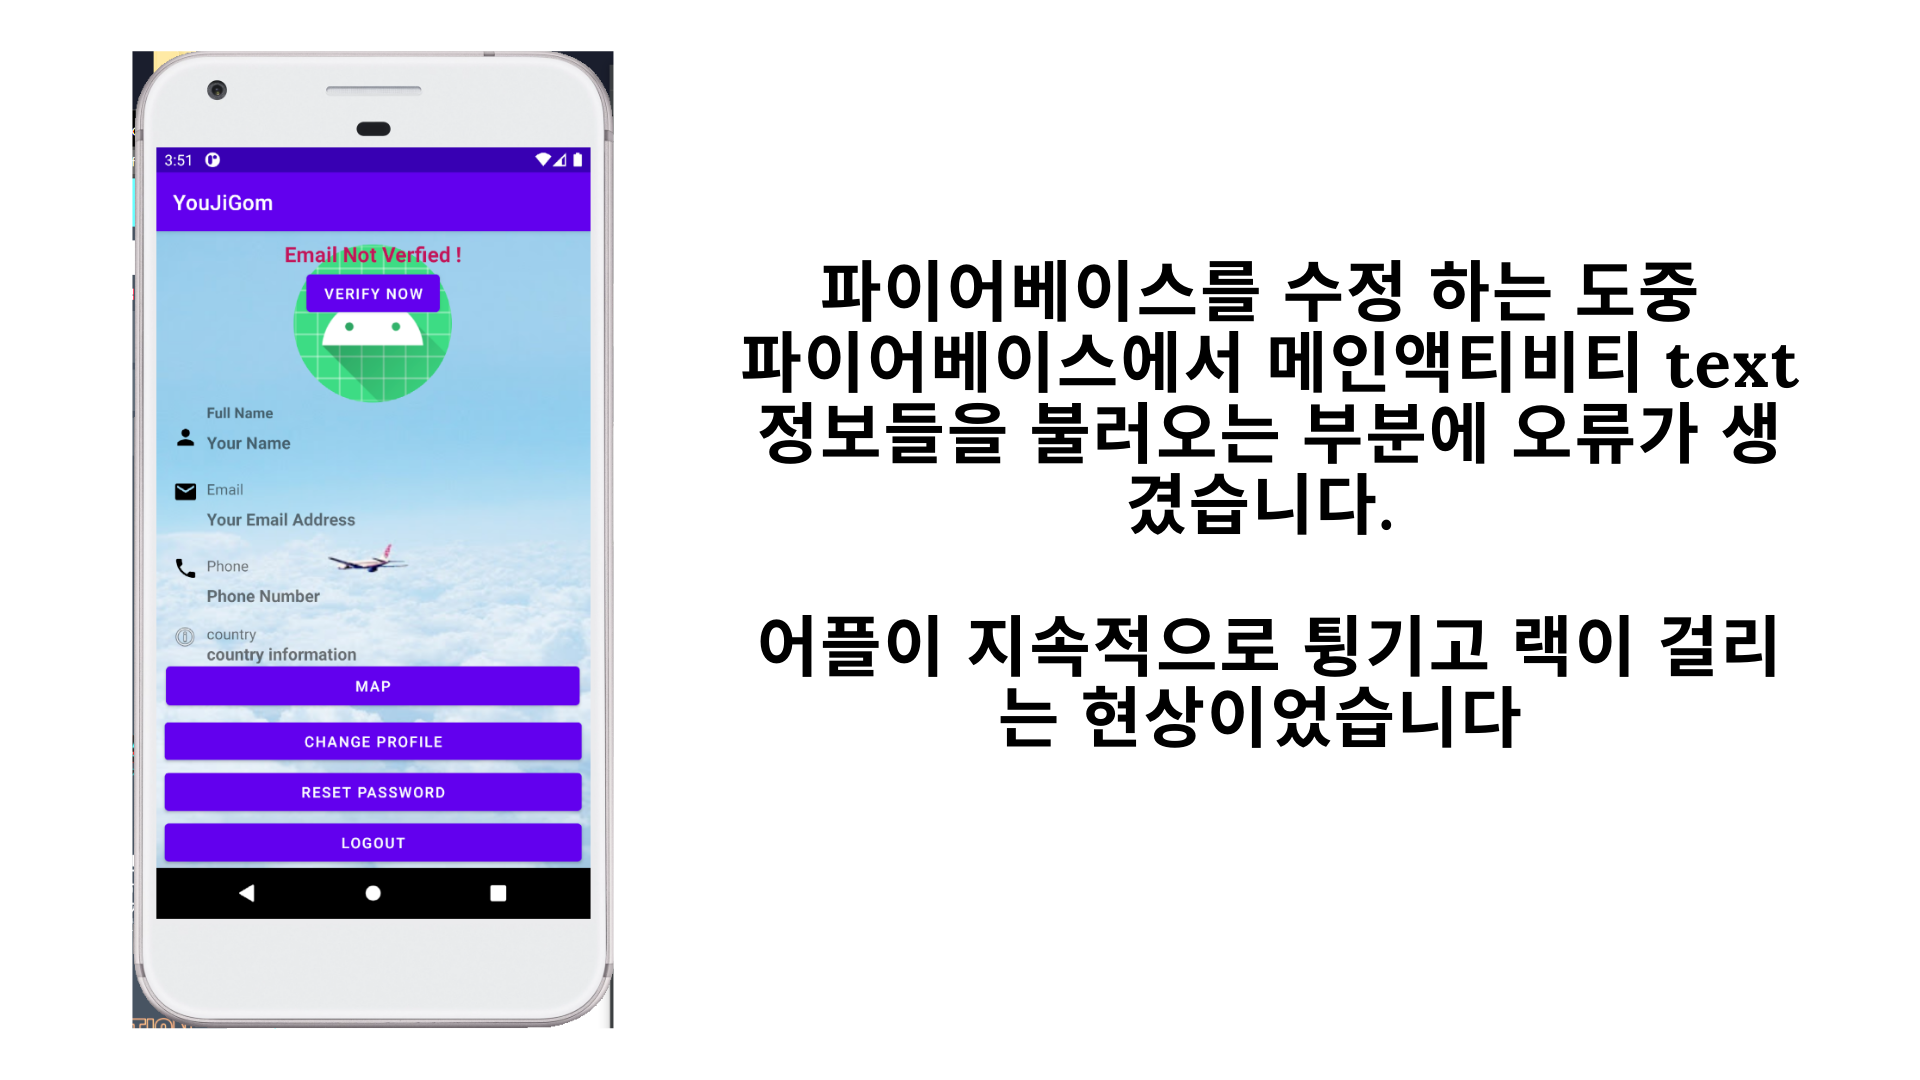 3:51
YouJiGom
Email Not Verfied !
VERIFY NOW
Full Name
Your Name
Email
Your Email Address
Phone
Phone Number
country
country information
MAP
CHANGE PROFILE
RESET PASSWORD
LOGOUT
파이어베이스를 수정 하는 도중
파이어베이스에서 메인액티비티 text
정보들을 불러오는 부분에 오류가 생
겼습니다.
어플이 지속적으로 튕기고 랙이 걸리
는 현상이었습니다